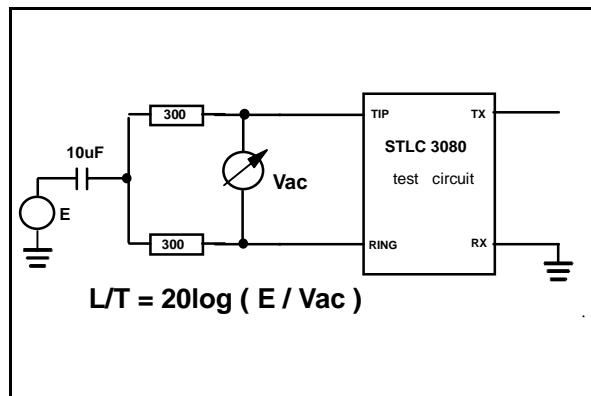 300
TIP
TX
10uF
STLC 3080
test circuit
Vac
E
300
RING
RX
L/T = 20log ( E / Vac )